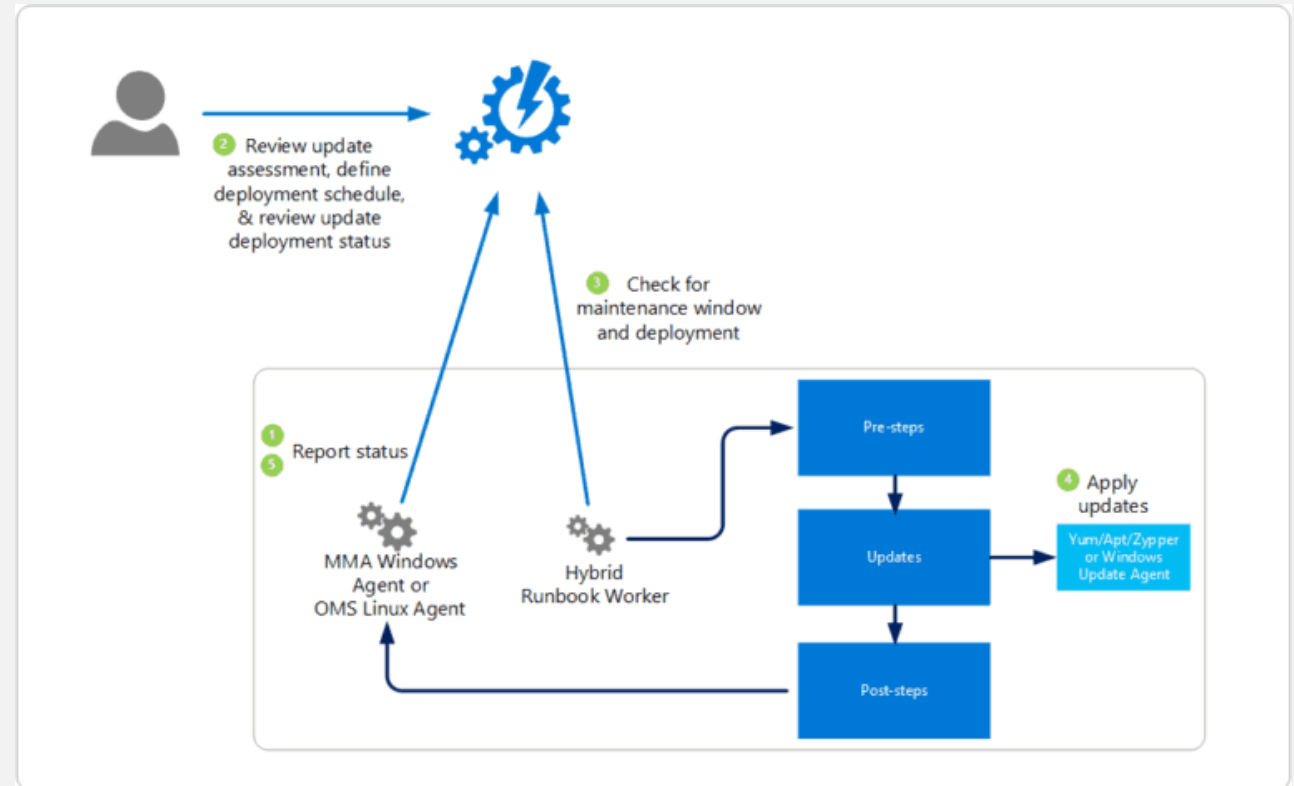 2 Review update
assessment, define
deployment schedule,
& review update
deployment status
3 Check for
maintenance window
and deployment
1
5
Report status
MMA Windows
Agent or
OMS Linux Agent
Hybrid
Runbook Worker
Pre-steps
Updates
Post-steps
4 Apply
updates
Yum/Apt/Zypper
or Windows
Update Agent